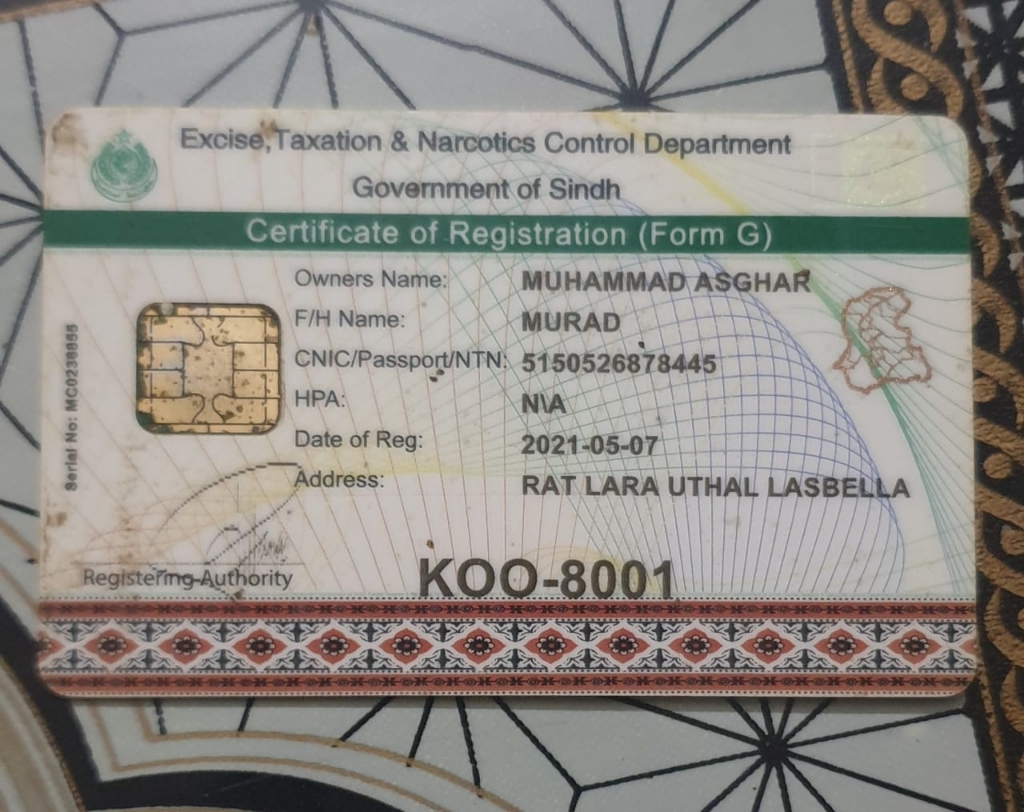 Excise, Taxation & Narcotics Control Department
Government of Sindh
Certificate of Registration (Form G)
Owners Name: MUHAMMAD ASGHAR
F/H Name: MURAD
CNIC/Passport/NTN: 5150526878445
HPA: N\A
Date of Reg: 2021-05-07
Address: RAT LARA UTHAL LASBELLA
Serial No: MC0238855
Registering Authority
KOO-8001